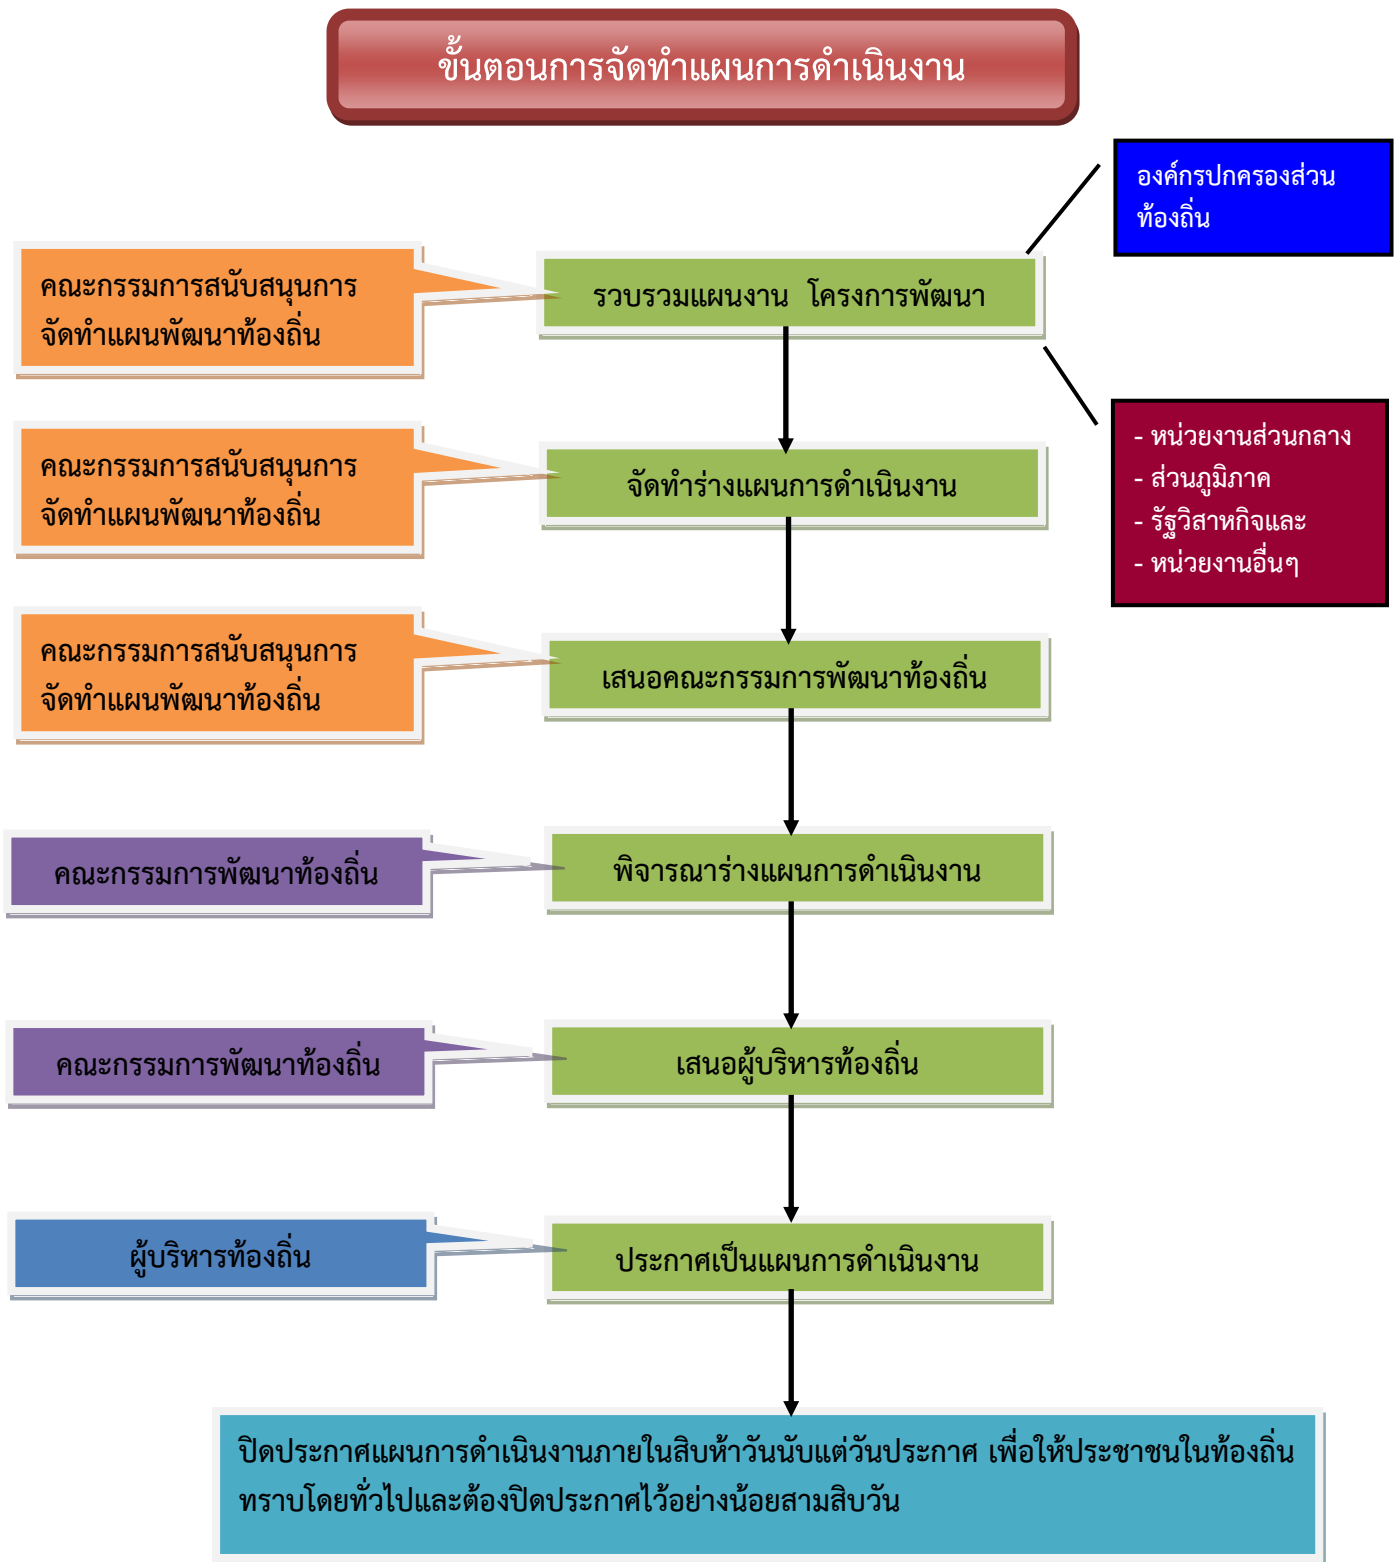 ขั้นตอนการจัดทำแผนการดำเนินงาน
องค์กรปกครองส่วน
ท้องถิ่น
คณะกรรมการสนับสนุนการ
จัดทำแผนพัฒนาท้องถิ่น
รวบรวมแผนงาน โครงการพัฒนา
- หน่วยงานส่วนกลาง
- ส่วนภูมิภาค
- รัฐวิสาหกิจและ
- หน่วยงานอื่นๆ
คณะกรรมการสนับสนุนการ
จัดทำแผนพัฒนาท้องถิ่น
จัดทำร่างแผนการดำเนินงาน
คณะกรรมการสนับสนุนการ
จัดทำแผนพัฒนาท้องถิ่น
เสนอคณะกรรมการพัฒนาท้องถิ่น
คณะกรรมการพัฒนาท้องถิ่น
พิจารณาร่างแผนการดำเนินงาน
คณะกรรมการพัฒนาท้องถิ่น
เสนอผู้บริหารท้องถิ่น
ผู้บริหารท้องถิ่น
ประกาศเป็นแผนการดำเนินงาน
ปิดประกาศแผนการดำเนินงานภายในสิบห้าวันนับแต่วันประกาศ เพื่อให้ประชาชนในท้องถิ่น
ทราบโดยทั่วไปและต้องปิดประกาศไว้อย่างน้อยสามสิบวัน